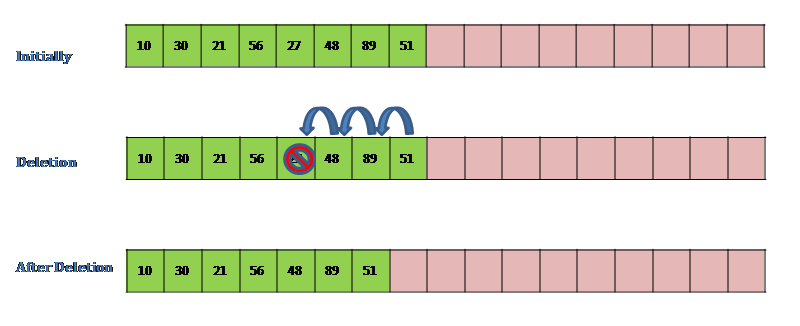 Initially
10 30 21 56 27 48 89 51
Deletion
10 30 21 56 48 89 51
After Deletion
10 30 21 56 48 89 51